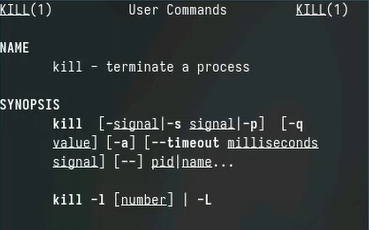 KILL(1) User Commands KILL(1)
NAME
kill - terminate a process
SYNOPSIS
kill [-signal|-s signal|-p] [-q
value] [-a] [--timeout milliseconds
signal] [--] pid|name...
kill -l [number] | -L